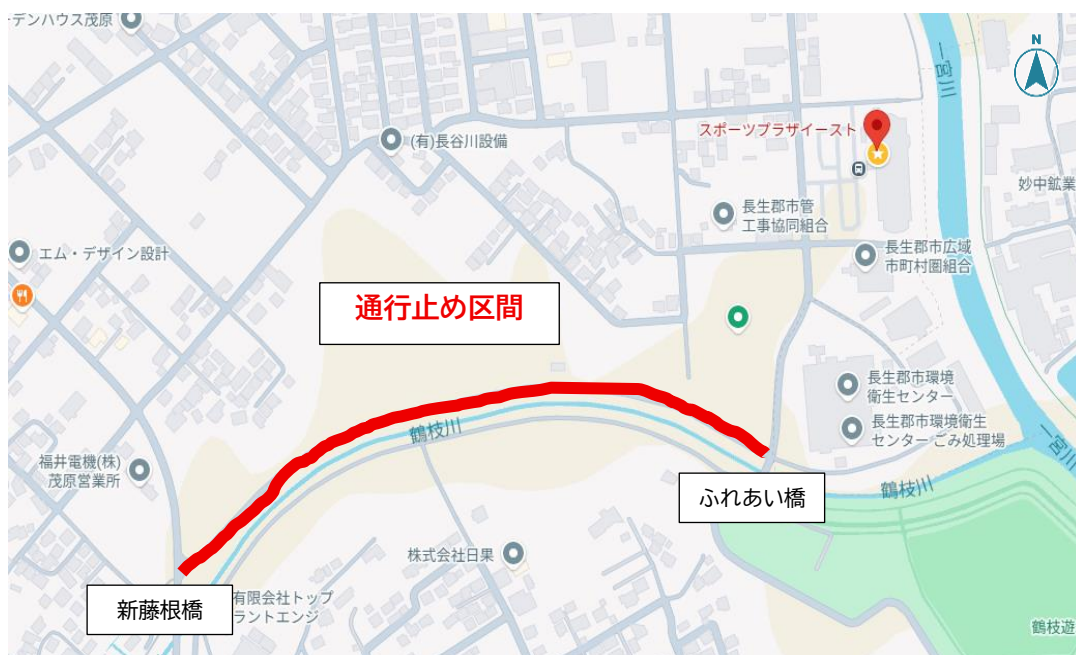 ーデンハウス茂原
N
一宮川
スポーツプラザイースト
(有)長谷川設備
妙中鉱業
長生郡市管
工事協同組合
エム・デザイン設計
長生郡市広域
市町村圏組合
通行止め区間
長生郡市環境
衛生センター
長生郡市環境衛生
センター ごみ処理場
鶴枝川
一宮川
福井電機(株)
茂原営業所
鶴枝川
ふれあい橋
株式会社日果
新藤根橋
有限会社トップ
ラントエンジ
鶴枝遊